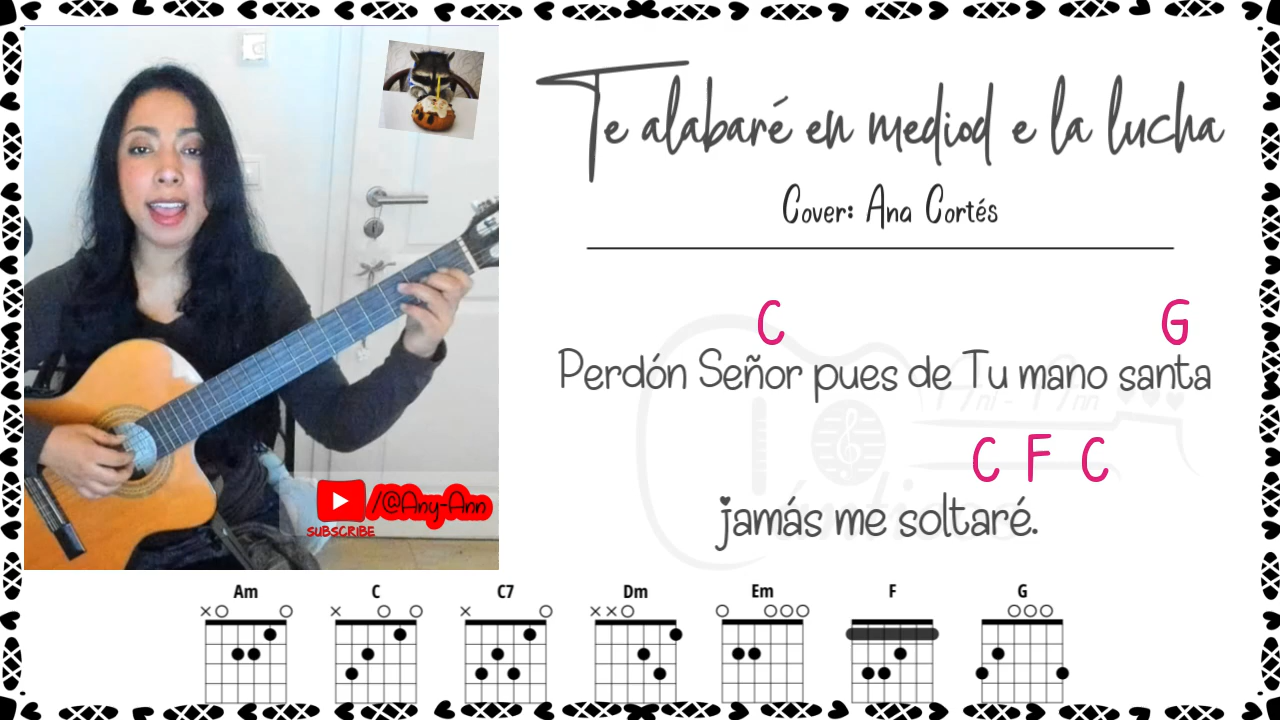 Te alabaré en mediod e la lucha
Cover: Ana Cortés
C G
Perdón Señor pues de Tu mano santa
C F C
jamás me soltaré.
/@Any-Ann
SUBSCRIBE
Am C C7 Dm Em F G